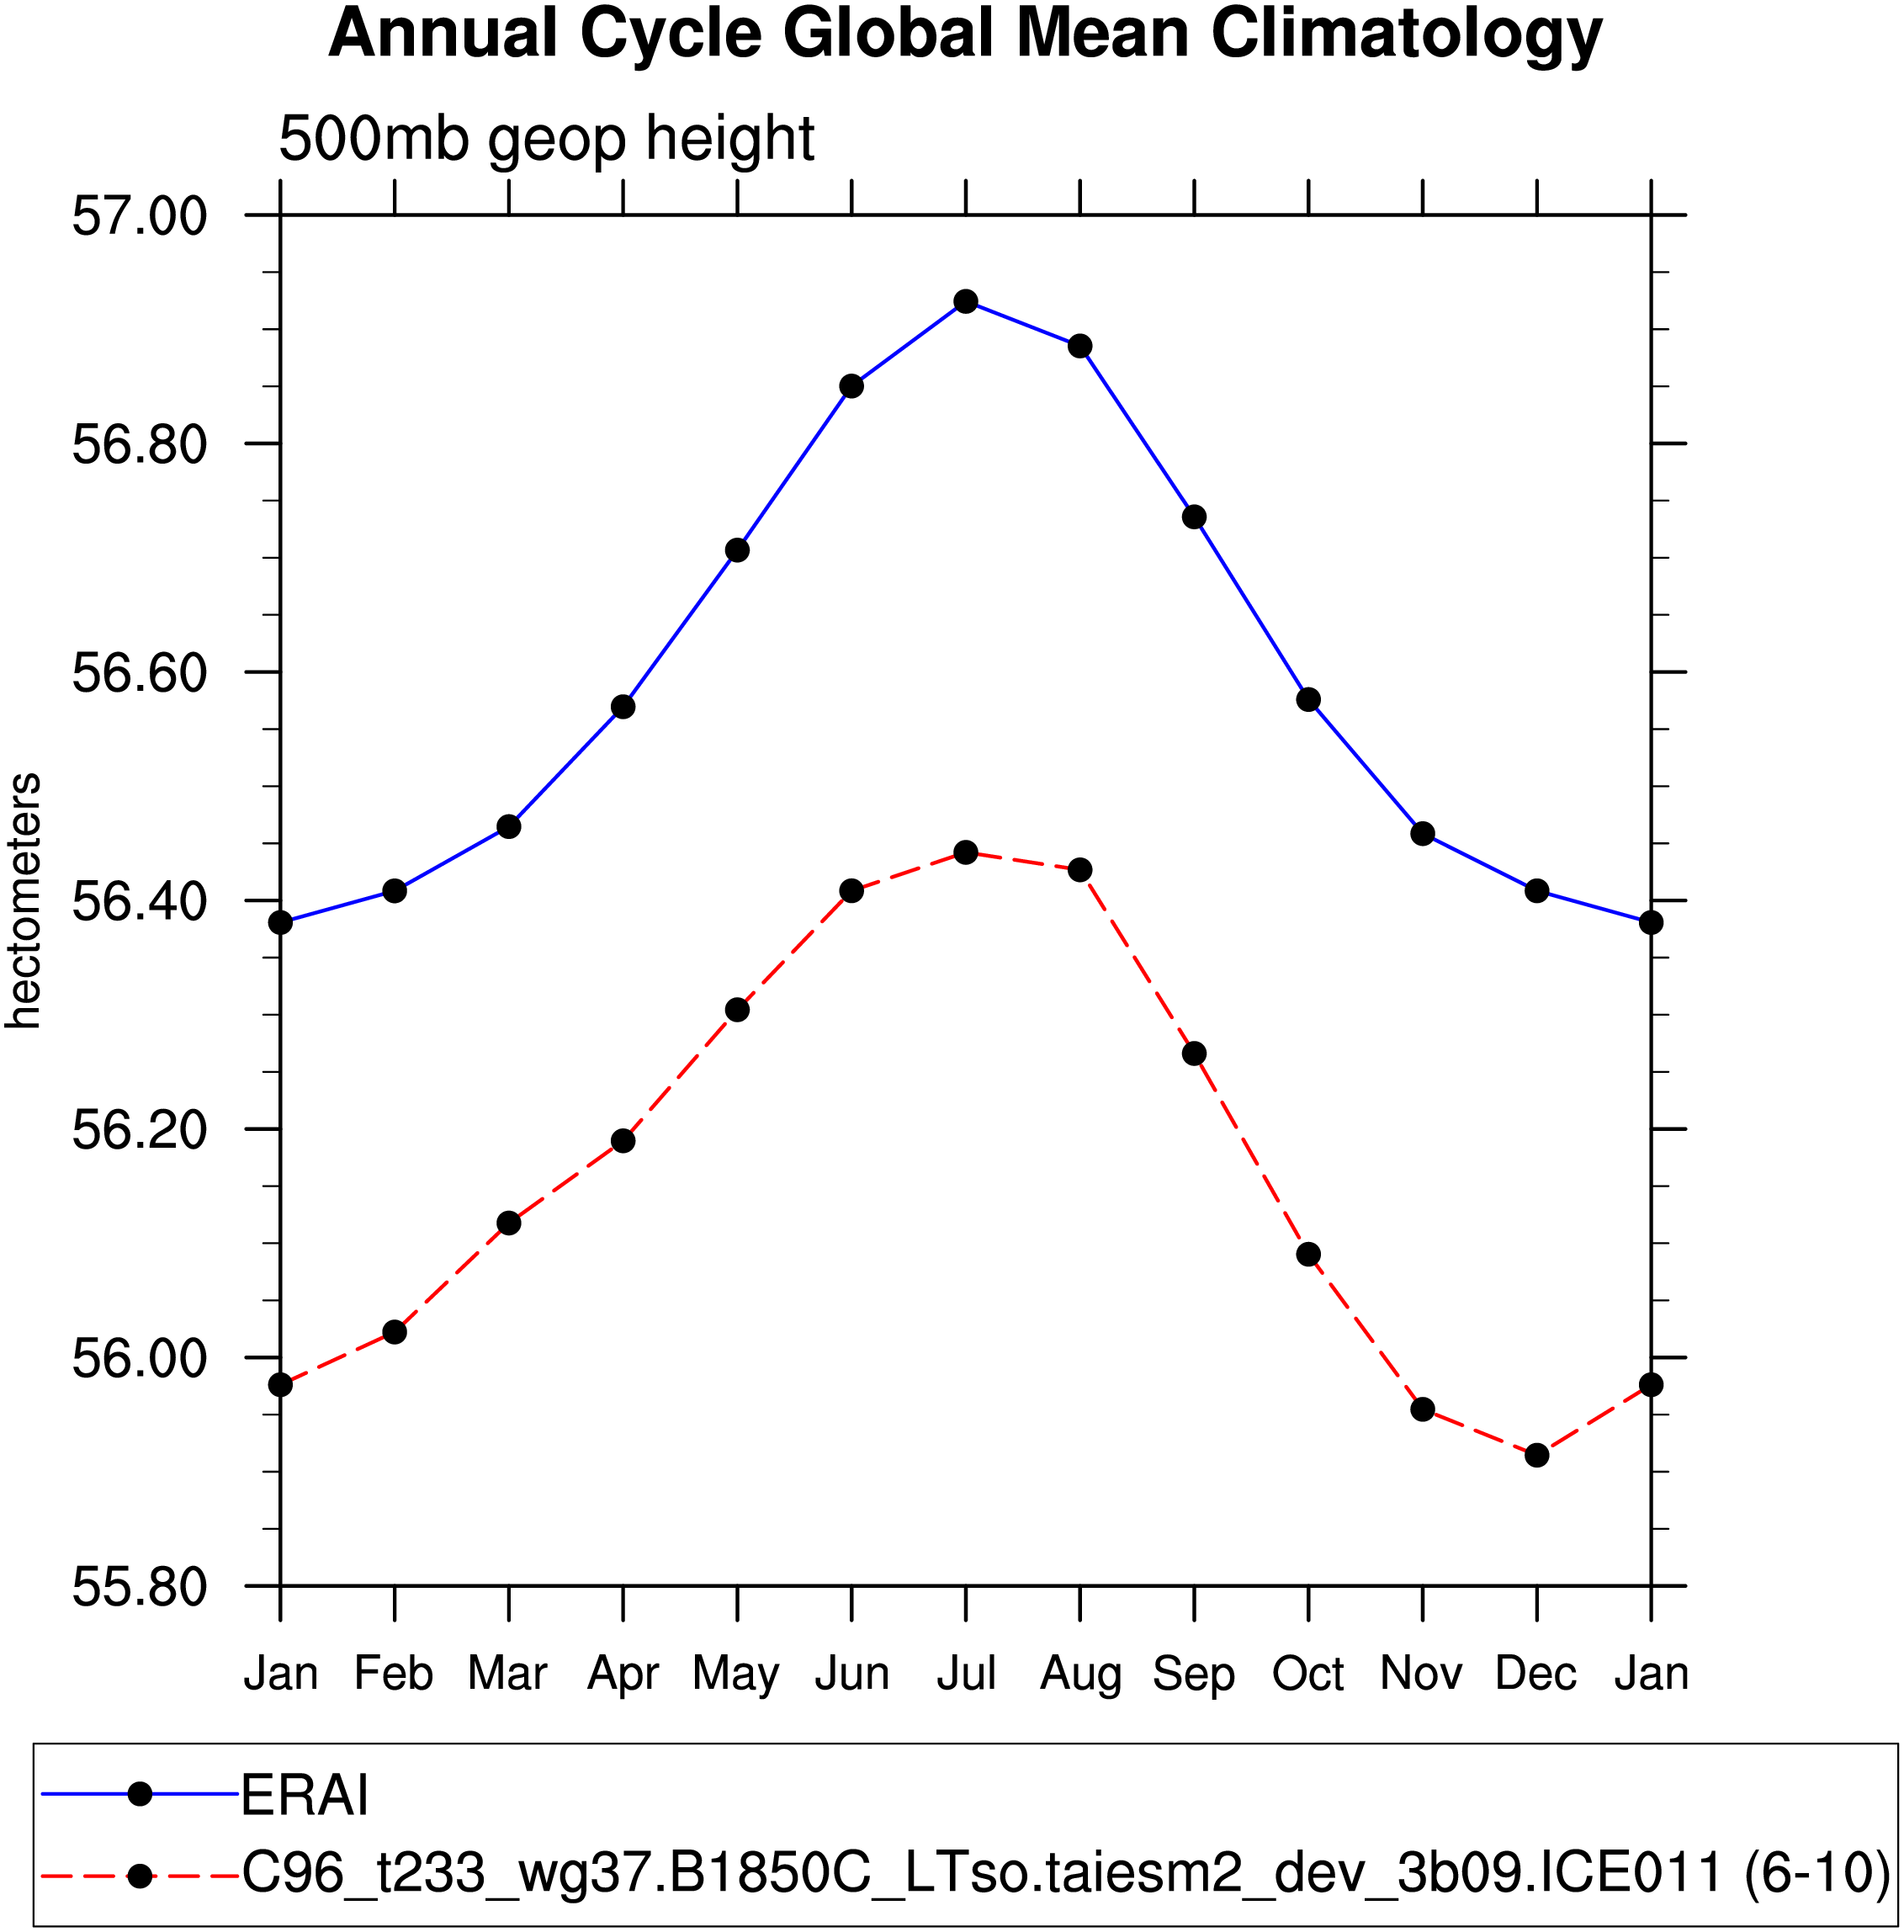 Annual Cycle Global Mean Climatology
500mb geop height
57.00
56.80
56.60
56.40
56.20
56.00
55.80
hectometers
Jan Feb Mar Apr May Jun Jul Aug Sep Oct Nov Dec Jan
ERAI
C96_t233_wg37.B1850C_LTso.taiesm2_dev_3b09.ICE011 (6-10)